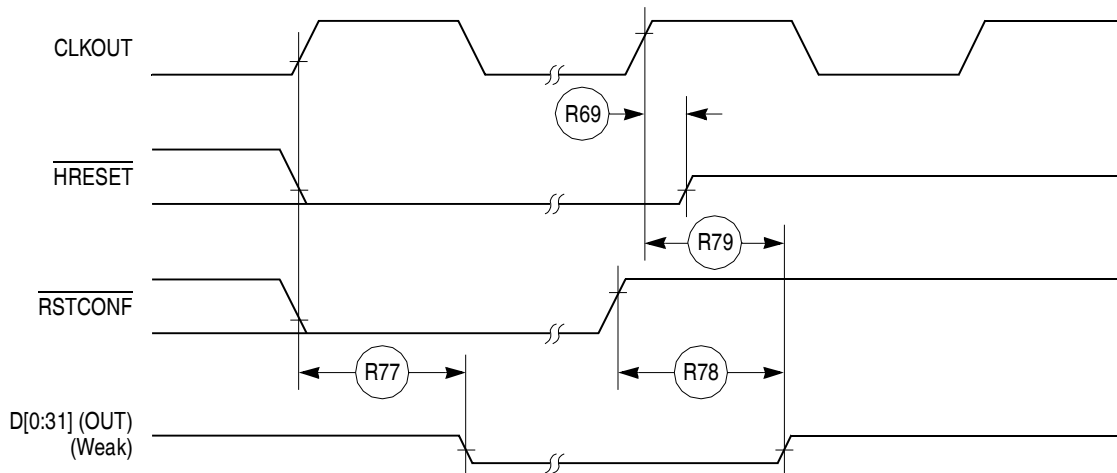 CLKOUT
R69
HRESET
R79
RSTCONF
R77
R78
D[0:31] (OUT)
(Weak)